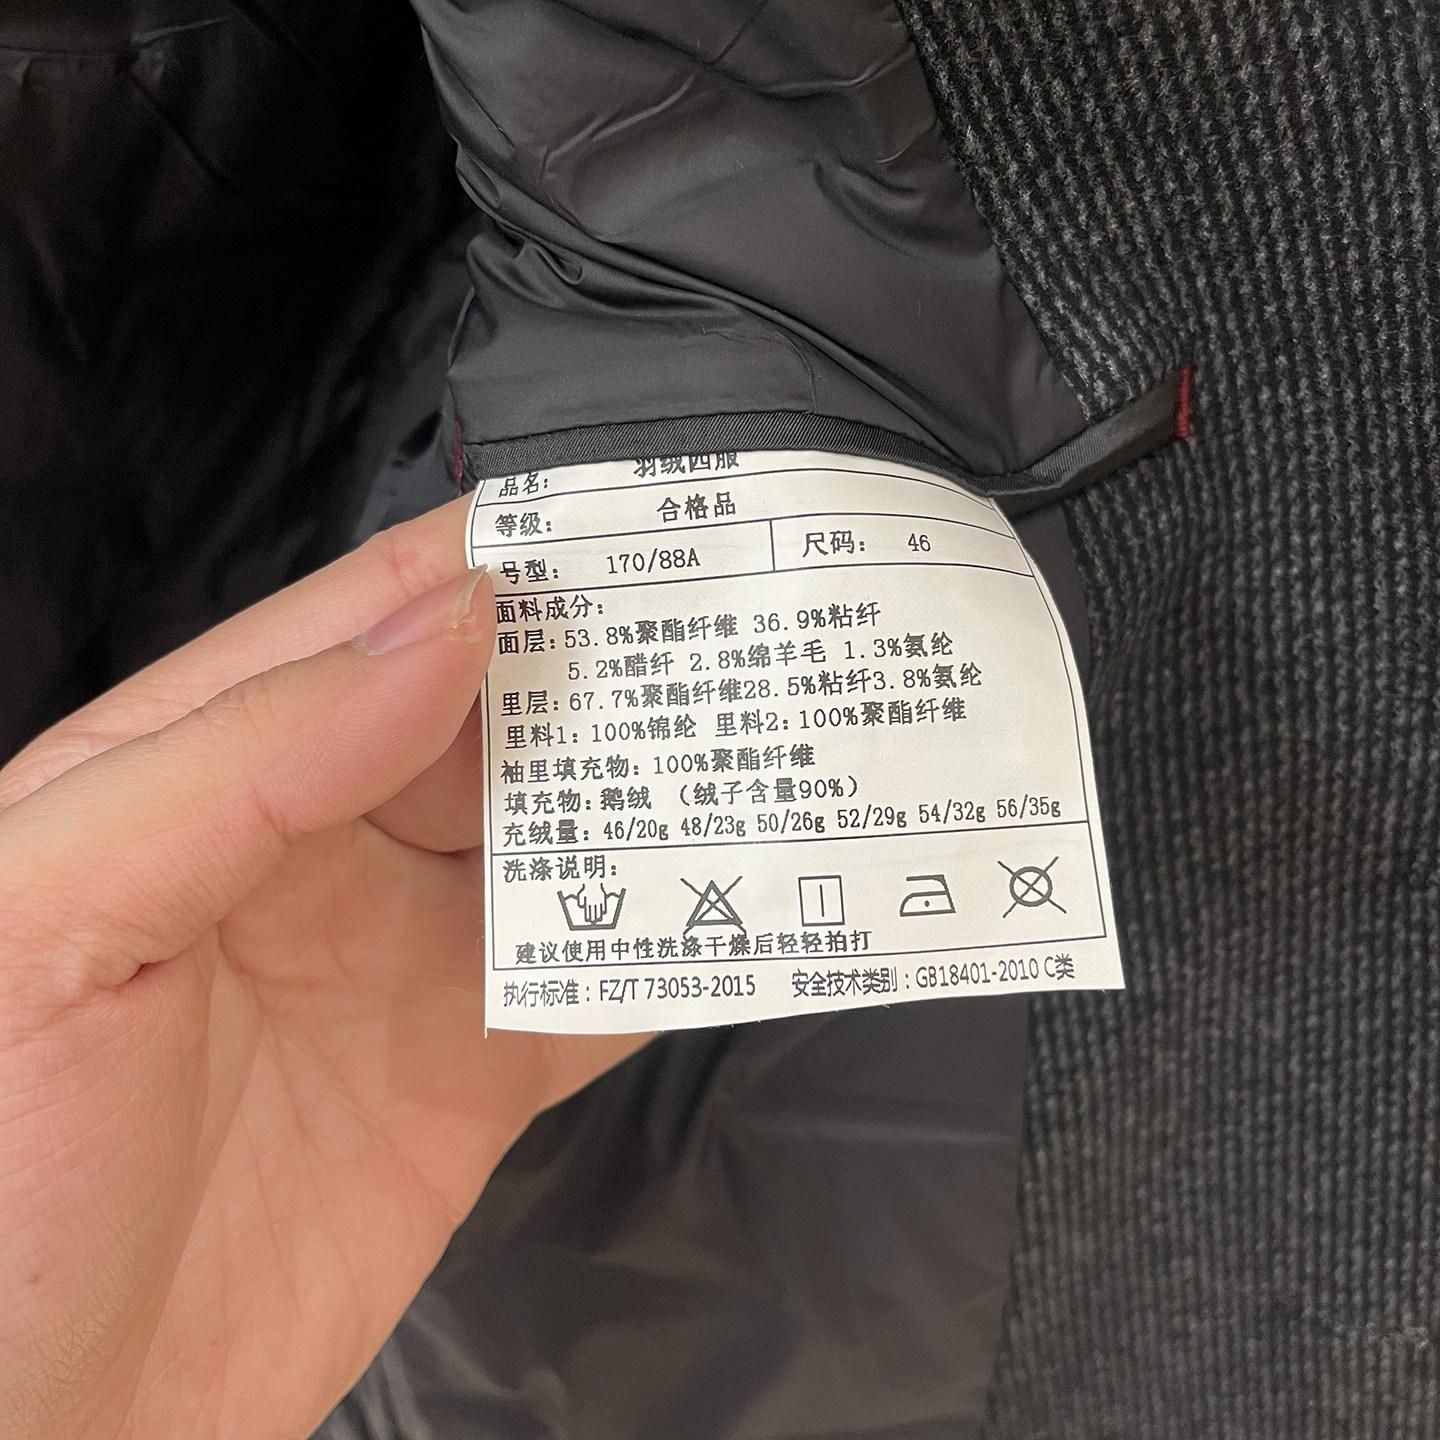 品名： 羽绒西服
等级： 合格品
号型： 170/88A 尺码： 46
面料成分：
面层：53.8%聚酯纤维 36.9%粘纤
5.2%醋纤 2.8%绵羊毛 1.3%氨纶
里层：67.7%聚酯纤维28.5%粘纤3.8%氨纶
里料1：100%锦纶 里料2：100%聚酯纤维
袖里填充物：100%聚酯纤维
填充物：鹅绒 （绒子含量90%）
充绒量：46/20g 48/23g 50/26g 52/29g 54/32g 56/35g
洗涤说明：
建议使用中性洗涤干燥后轻轻拍打
执行标准：FZ/T 73053-2015 安全技术类别：GB18401-2010 C类